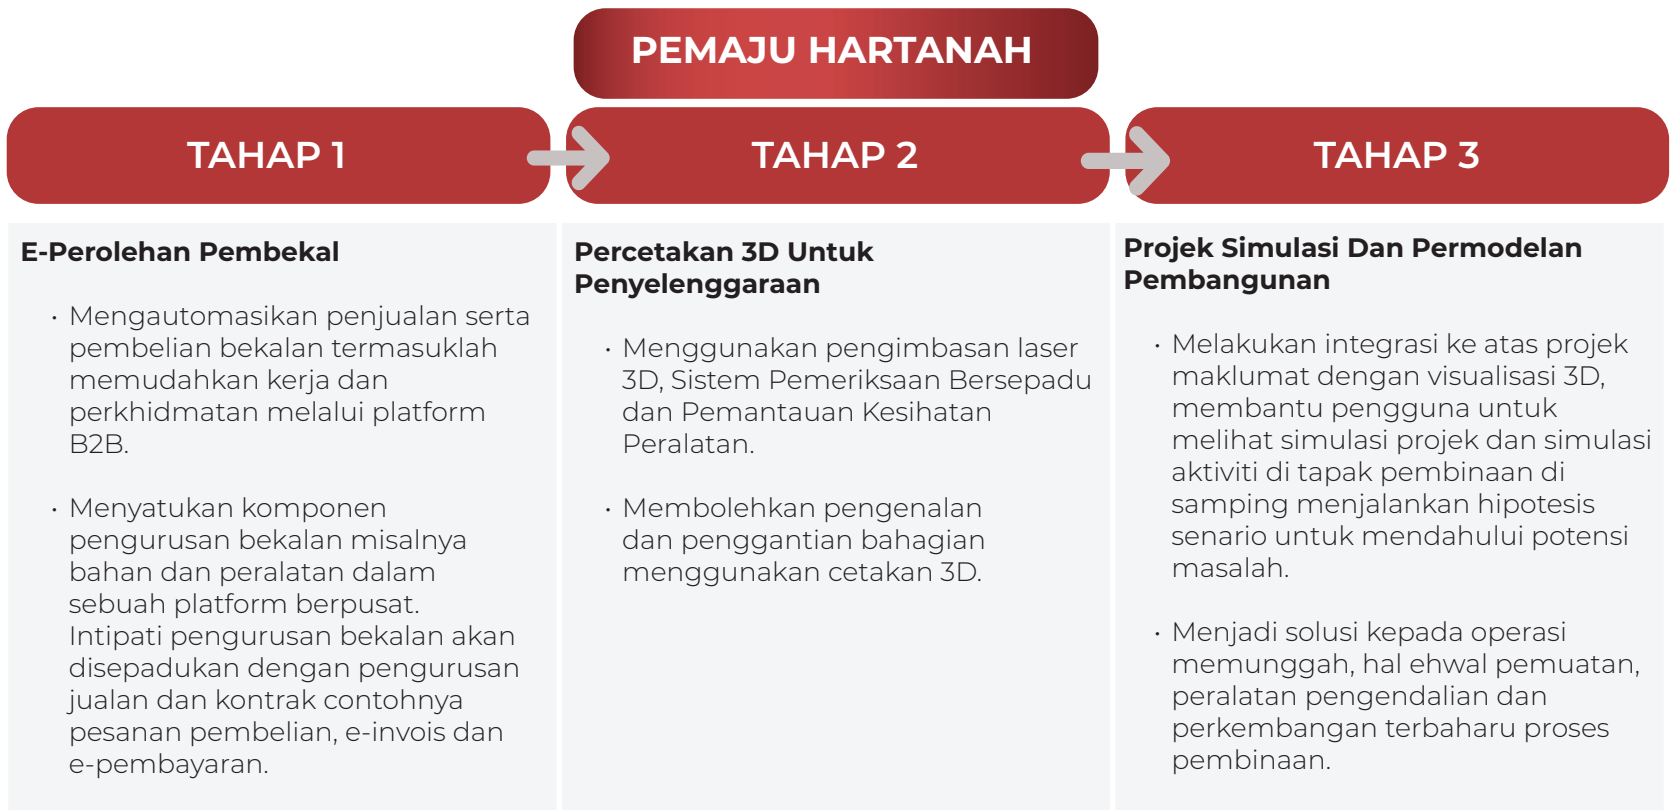 PEMAJU HARTANAH
TAHAP 1
TAHAP 2
TAHAP 3
E-Perolehan Pembekal
• Mengautomasikan penjualan serta
pembelian bekalan termasuklah
memudahkan kerja dan
perkhidmatan melalui platform
B2B.
• Menyatukan komponen
pengurusan bekalan misalnya
bahan dan peralatan dalam
sebuah platform berpusat.
Intipati pengurusan bekalan akan
disepadukan dengan pengurusan
jualan dan kontrak contohnya
pesanan pembelian, e-invois dan
e-pembayaran.
Percetakan 3D Untuk
Penyelenggaraan
• Menggunakan pengimbasan laser
3D, Sistem Pemeriksaan Bersepadu
dan Pemantauan Kesihatan
Peralatan.
• Membolehkan pengenalan
dan penggantian bahagian
menggunakan cetakan 3D.
Projek Simulasi Dan Permodelan
Pembangunan
• Melakukan integrasi ke atas projek
maklumat dengan visualisasi 3D,
membantu pengguna untuk
melihat simulasi projek dan simulasi
aktiviti di tapak pembinaan di
samping menjalankan hipotesis
senario untuk mendahului potensi
masalah.
• Menjadi solusi kepada operasi
memunggah, hal ehwal pemuatan,
peralatan pengendalian dan
perkembangan terbaharu proses
pembinaan.